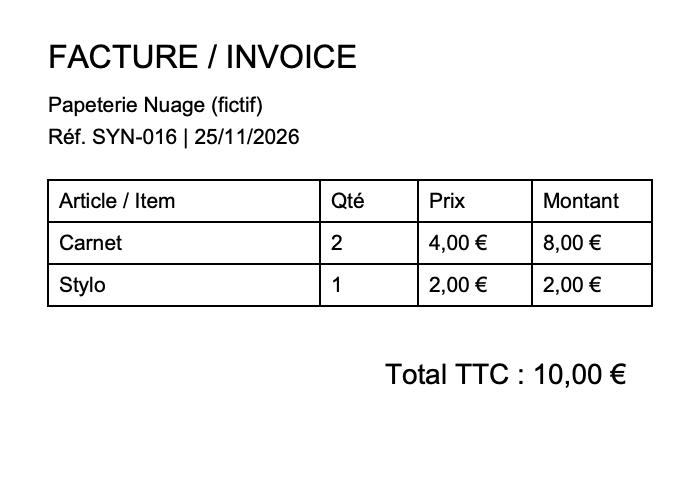 FACTURE / INVOICE
Papeterie Nuage (fictif)
Réf. SYN-016 | 25/11/2026
Article / Item Qté Prix Montant
Carnet 2 4,00 € 8,00 €
Stylo 1 2,00 € 2,00 €
Total TTC : 10,00 €